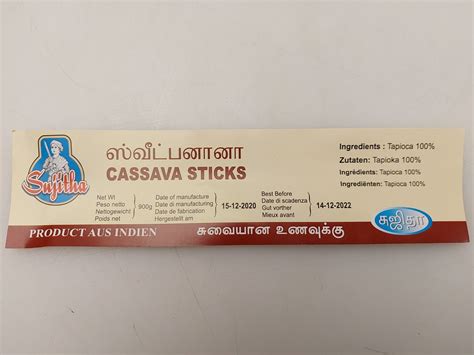 Sujitha
ஸ்வீட்பனானா
CASSAVA STICKS
Net Wt
Peso netto
Nettogewicht
Poids net
900g
Date of manufacture
Date di manufacturing
Date de fabrication
Hergestellt am
15-12-2020
Best Before
Date di scadenza
Gut vorther
Mieux avant
14-12-2022
Ingredients : Tapioca 100%
Zutaten: Tapioka 100%
Ingrédients: Tapioca 100%
Ingrediënten: Tapioca 100%
PRODUCT AUS INDIEN
சுவையான உணவுக்கு
சுஜிதா